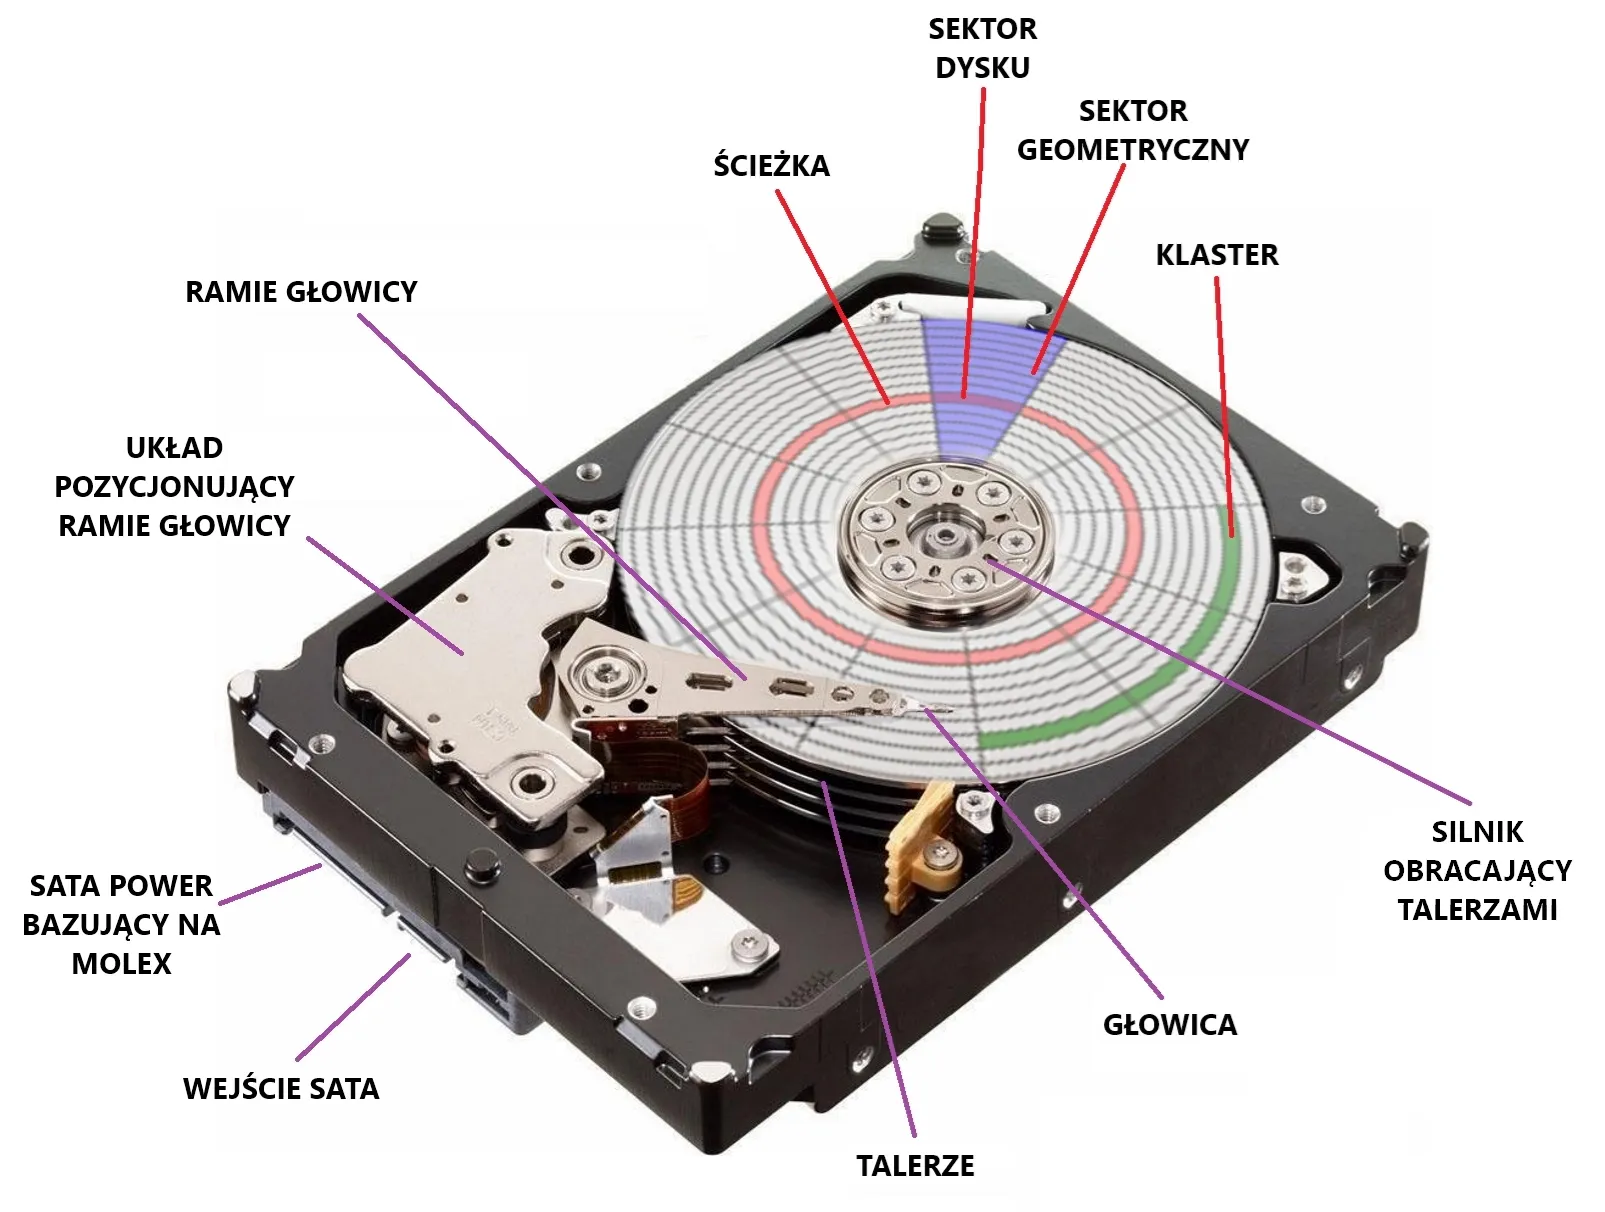 SEKTOR
DYSKU
SEKTOR
GEOMETRYCZNY
ŚCIEŻKA
KLASTER
RAMIE GŁOWICY
UKŁAD
POZYCJONUJĄCY
RAMIE GŁOWICY
SILNIK
OBRACAJĄCY
TALERZAMI
SATA POWER
BAZUJĄCY NA
MOLEX
GŁOWICA
WEJŚCIE SATA
TALERZE